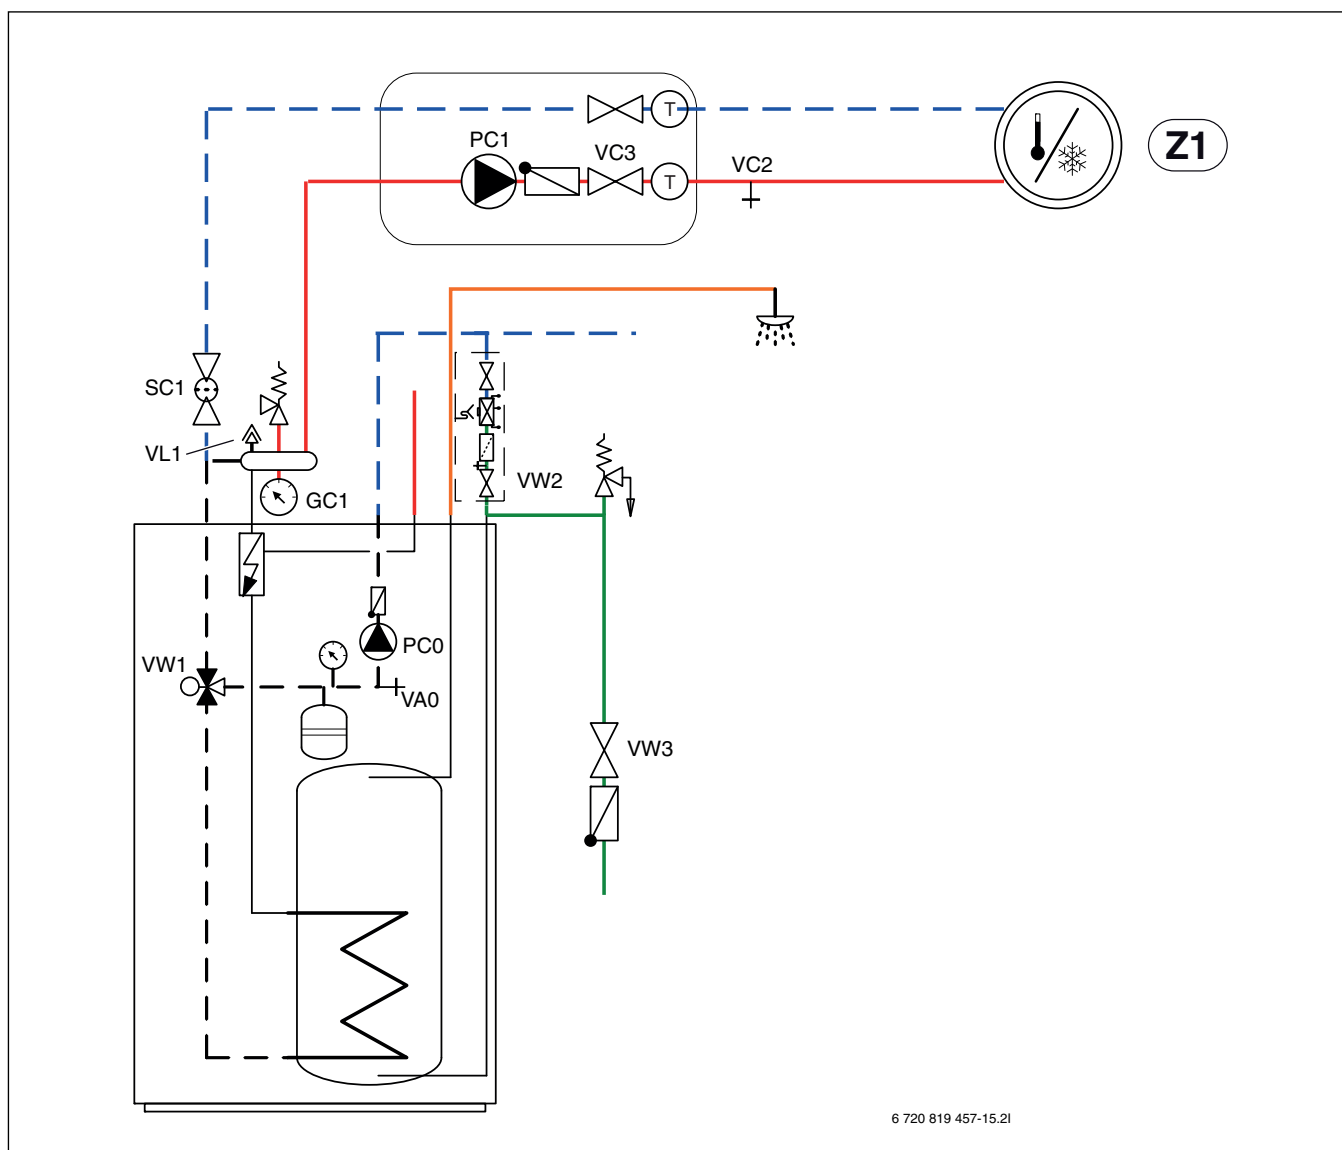 T
PC1
VC3
T
VC2
Z1
SC1
VL1
GC1
VW2
PC0
VW1
VA0
VW3
6 720 819 457-15.2I